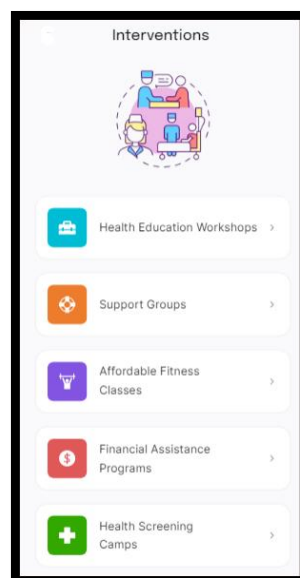 Interventions
Health Education Workshops
Support Groups
Affordable Fitness
Classes
Financial Assistance
Programs
Health Screening
Camps